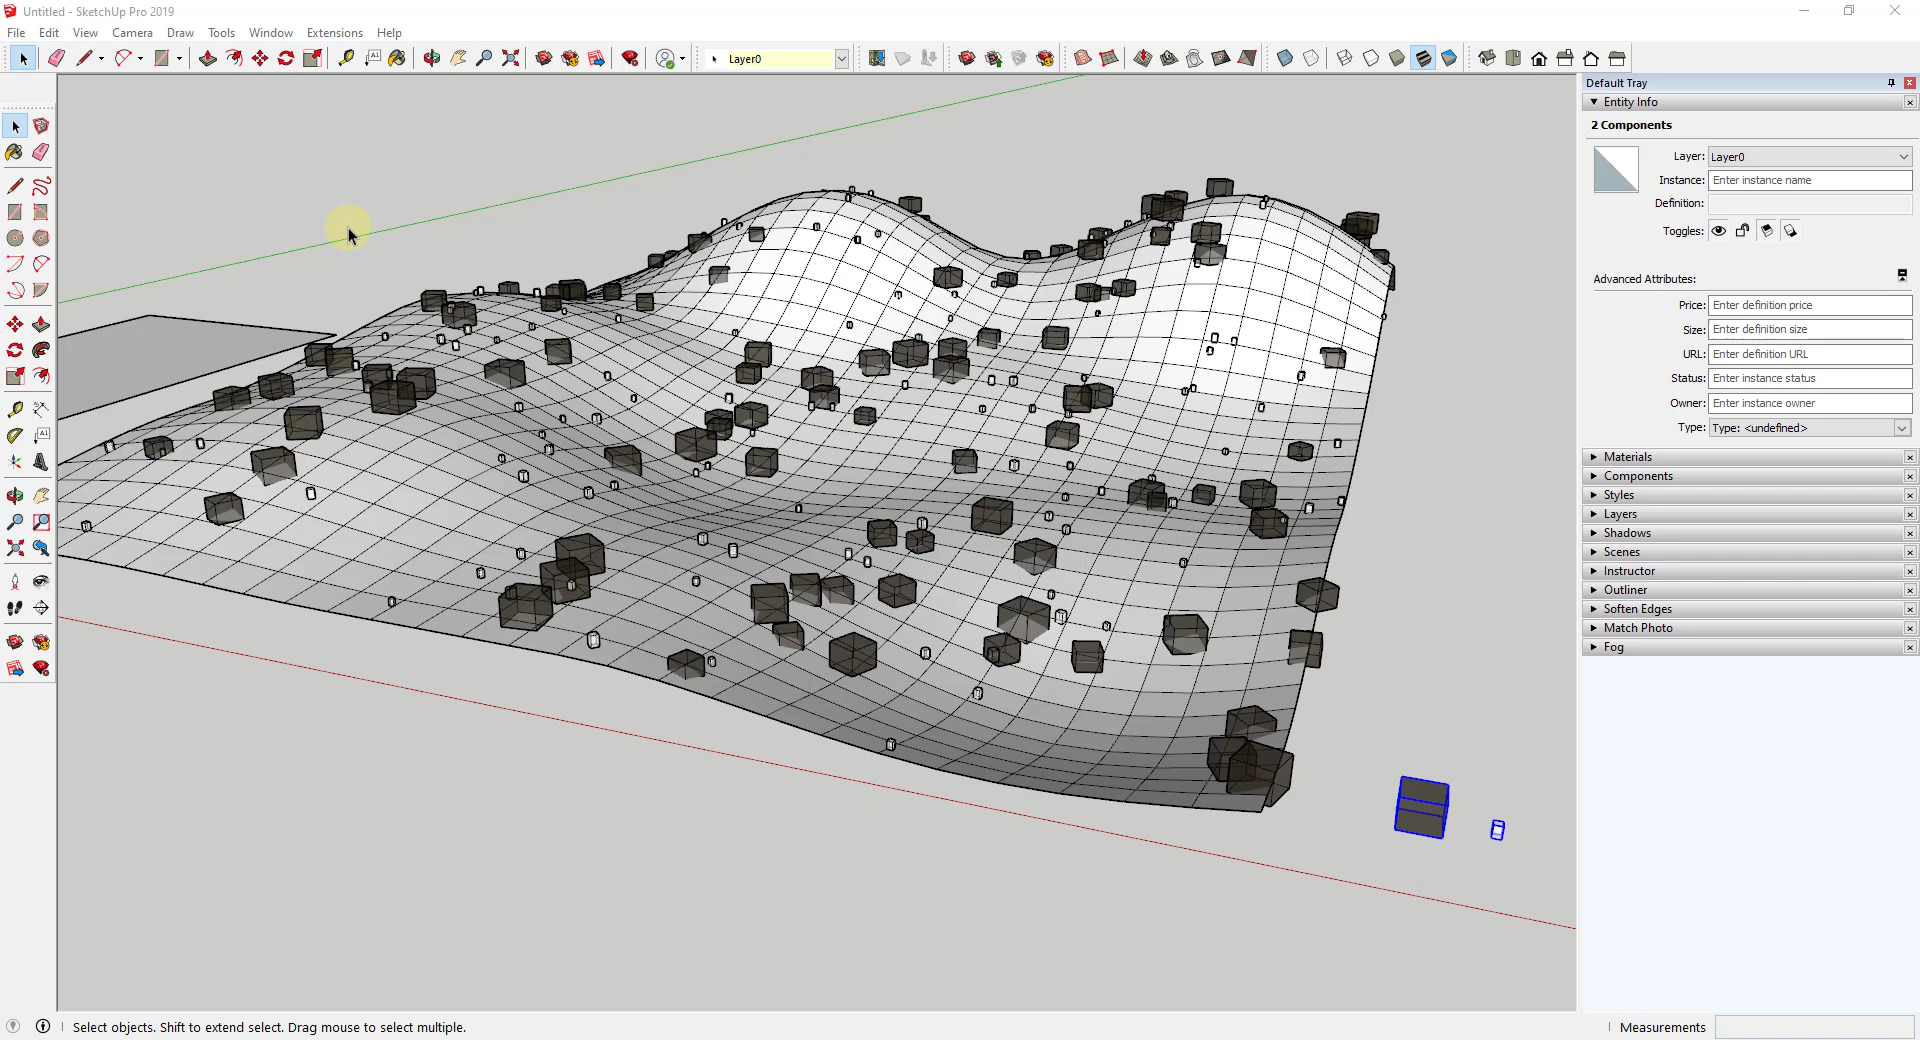 Untitled - SketchUp Pro 2019
File Edit View Camera Draw Tools Window Extensions Help
Layer0
Default Tray
Entity Info
2 Components
Layer: Layer0
Instance: Enter instance name
Definition:
Toggles:
Advanced Attributes:
Price: Enter definition price
Size: Enter definition size
URL: Enter definition URL
Status: Enter instance status
Owner: Enter instance owner
Type: Type: <undefined>
Materials
Components
Styles
Layers
Shadows
Scenes
Instructor
Outliner
Soften Edges
Match Photo
Fog
Select objects. Shift to extend select. Drag mouse to select multiple.
Measurements